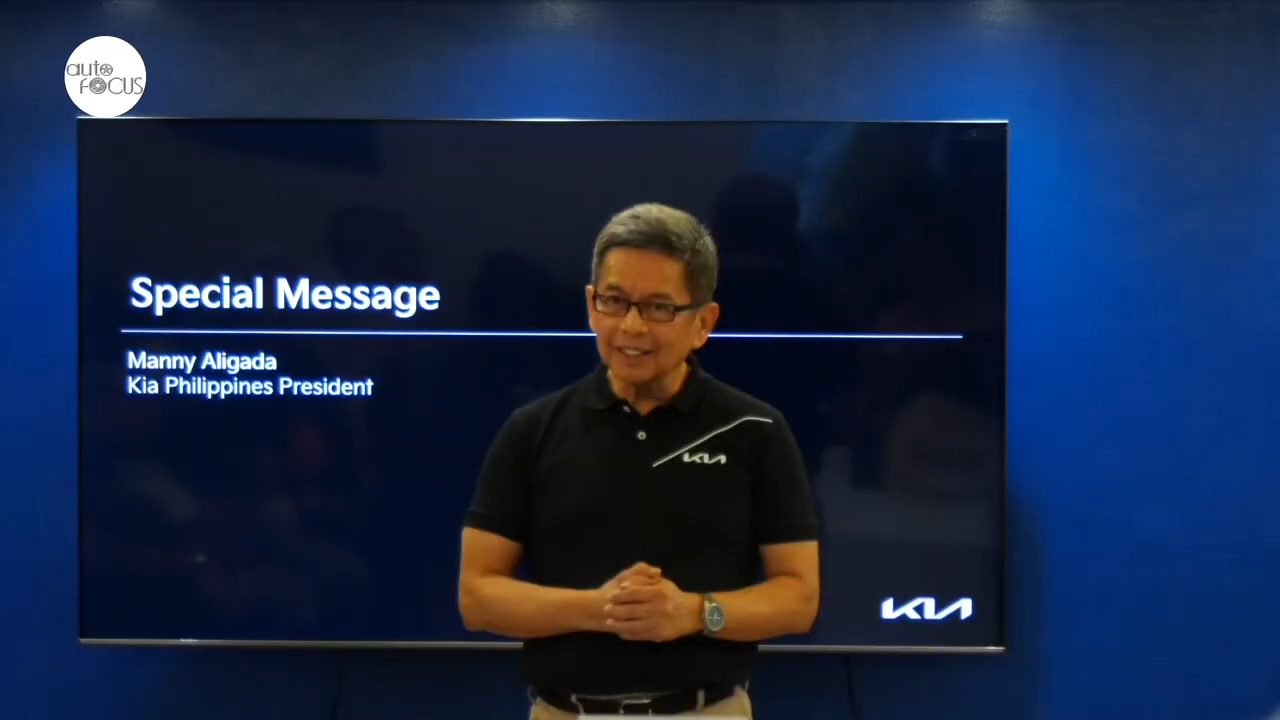 auto
FOCUS
Special Message
Manny Aligada
Kia Philippines President
KIA
KIA